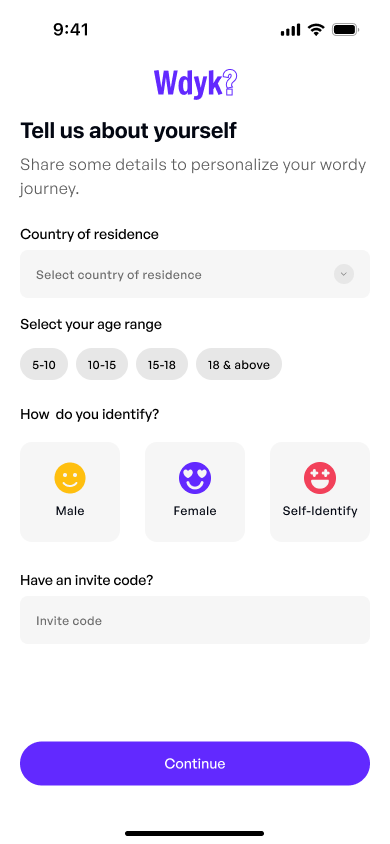 9:41
Wdyk?
Tell us about yourself
Share some details to personalize your wordy
journey.
Country of residence
Select country of residence
Select your age range
5-10 10-15 15-18 18 & above
How do you identify?
Male Female Self-Identify
Have an invite code?
Invite code
Continue